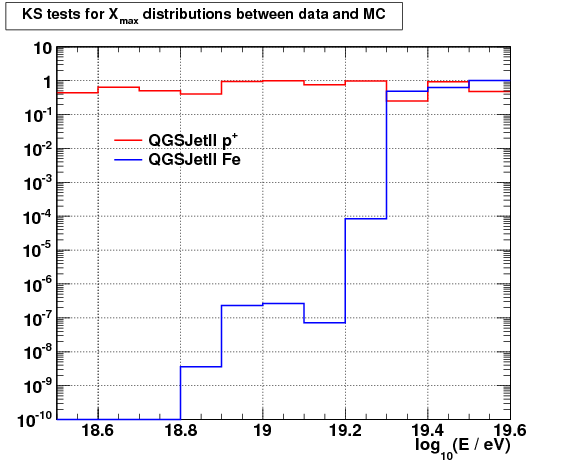 KS tests for Xmax distributions between data and MC
10
1
10-1
10-2
10-3
10-4
10-5
10-6
10-7
10-8
10-9
10-10
QGSJetII p+
QGSJetII Fe
18.6 18.8 19 19.2 19.4 19.6
log10(E / eV)